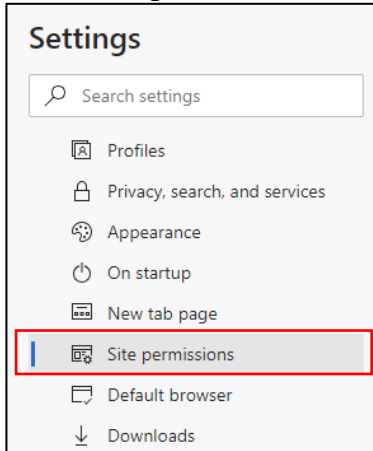 Settings
Search settings
Profiles
Privacy, search, and services
Appearance
On startup
New tab page
Site permissions
Default browser
Downloads